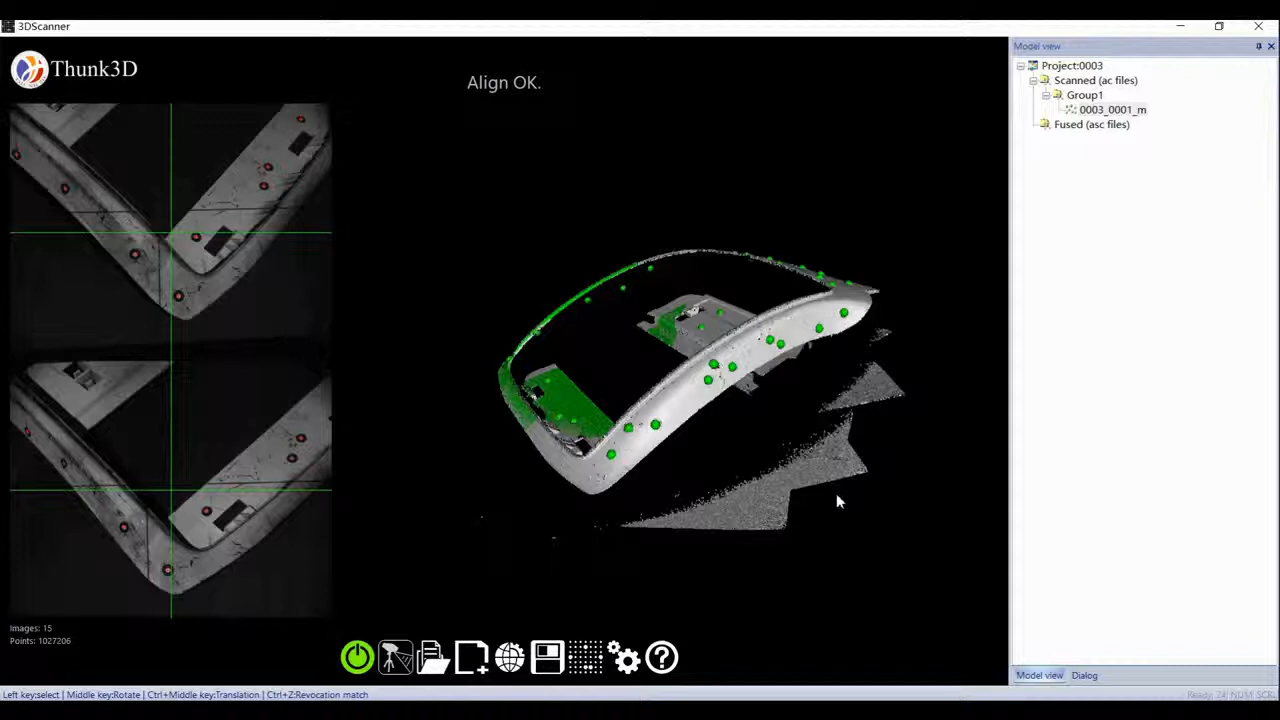 3DScanner
Model view
Thunk3D
Align OK.
Project:0003
Scanned (ac files)
Group1
0003_0001_m
Fused (asc files)
Images: 15
Points: 1027206
Model view
Dialog
Left key:select | Middle key:Rotate | Ctrl+Middle key:Translation | Ctrl+Z:Revocation match